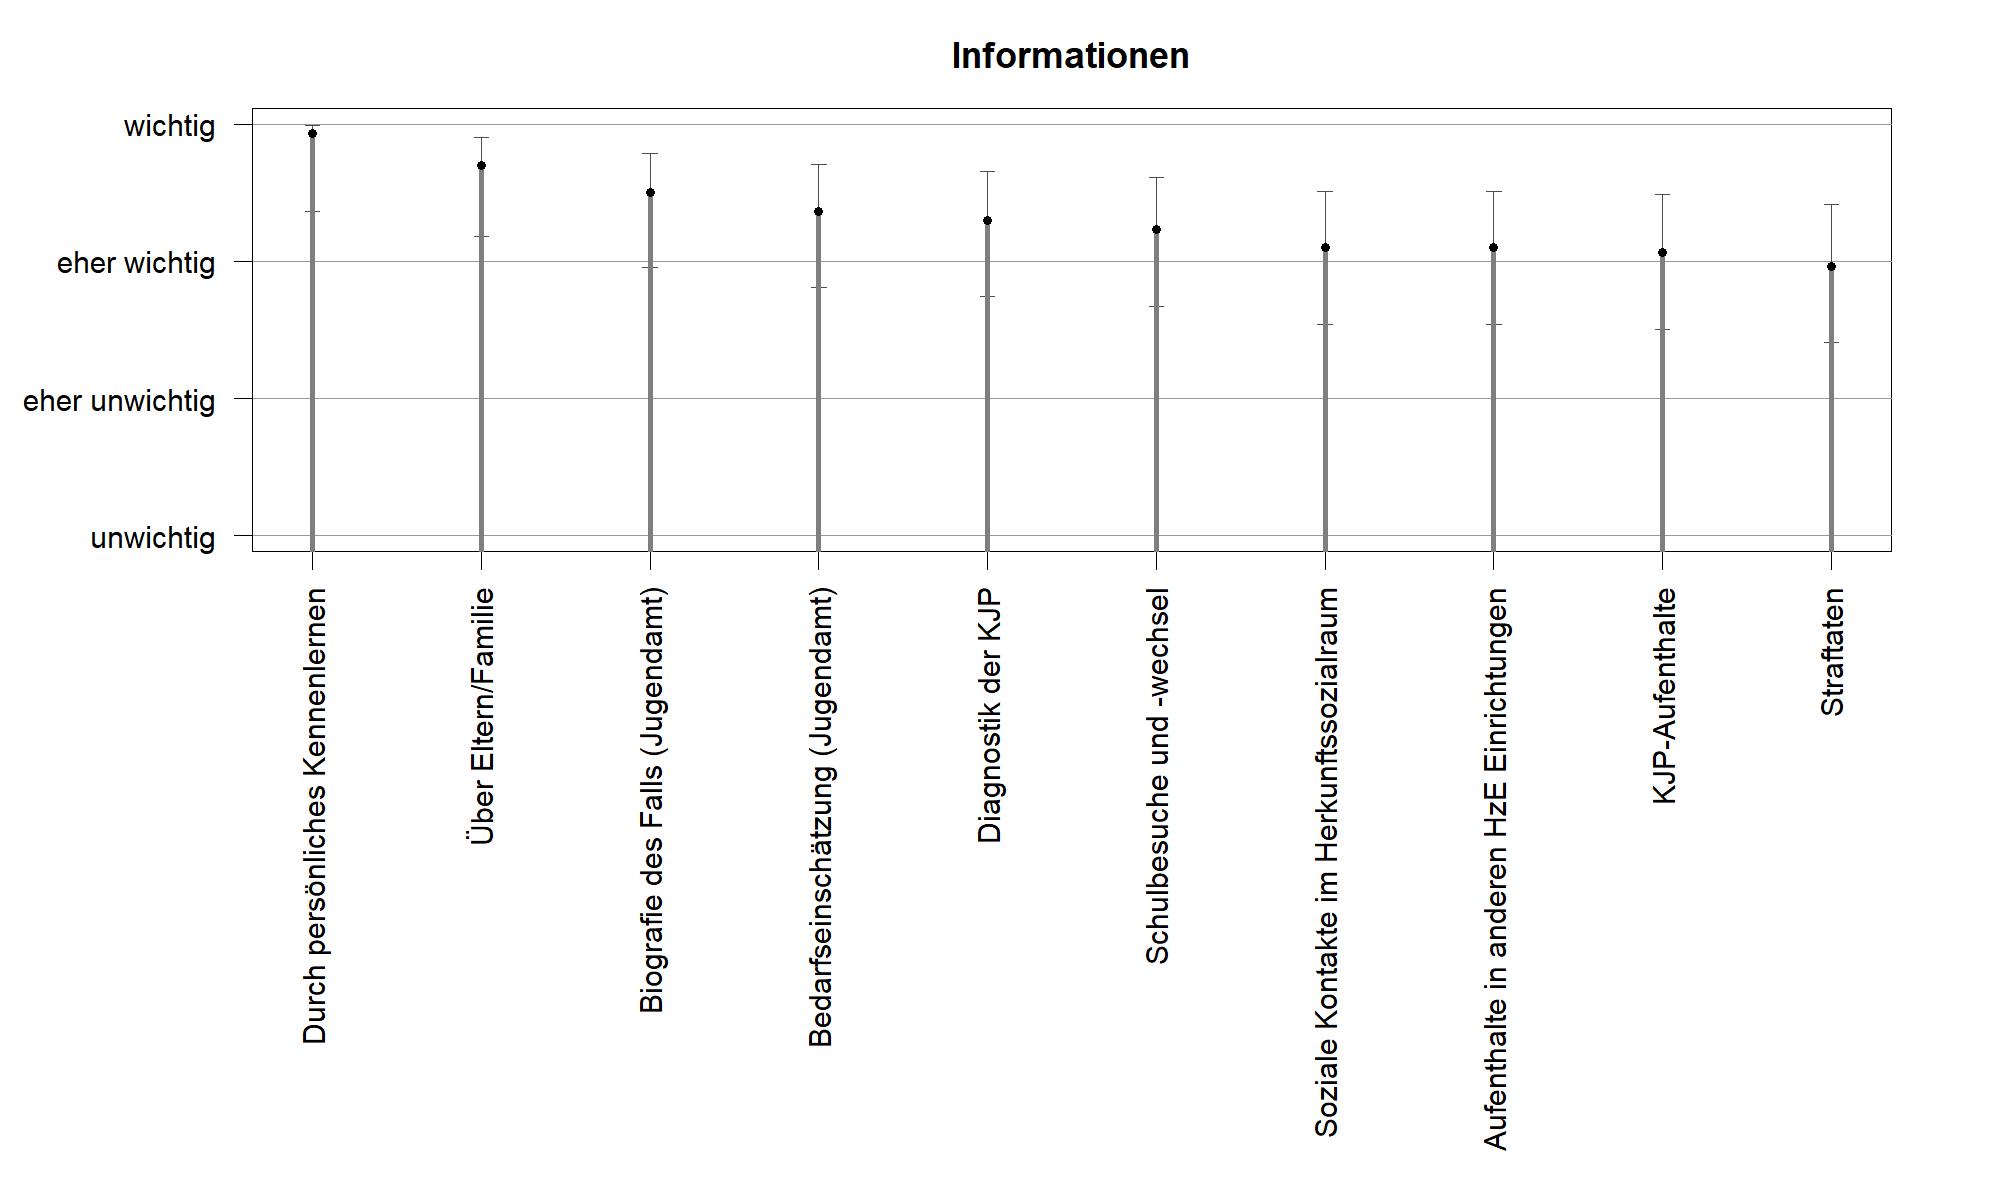 Informationen
wichtig
eher wichtig
eher unwichtig
unwichtig
Durch persönliches Kennenlernen
Über Eltern/Familie
Biografie des Falls (Jugendamt)
Bedarfseinschätzung (Jugendamt)
Diagnostik der KJP
Schulbesuche und -wechsel
Soziale Kontakte im Herkunftssozialraum
Aufenthalte in anderen HzE Einrichtungen
KJP-Aufenthalte
Straftaten